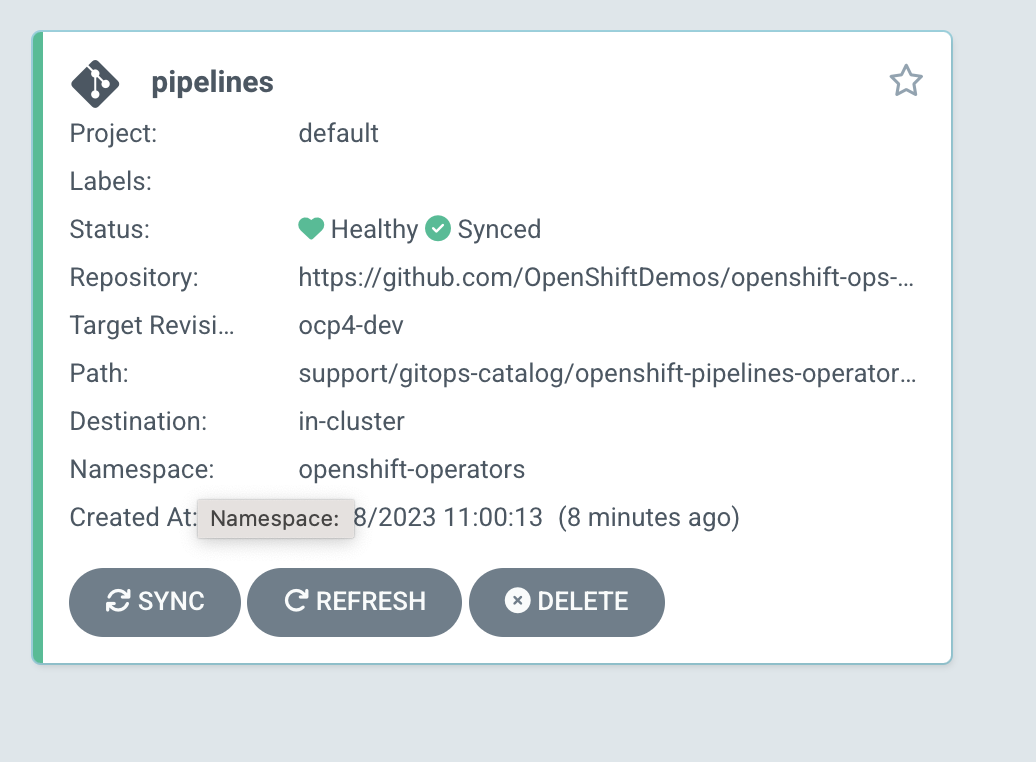 pipelines
Project: default
Labels:
Status: Healthy Synced
Repository: https://github.com/OpenShiftDemos/openshift-ops-...
Target Revisi... ocp4-dev
Path: support/gitops-catalog/openshift-pipelines-operator...
Destination: in-cluster
Namespace: openshift-operators
Created At: Namespace: 8/2023 11:00:13 (8 minutes ago)
SYNC REFRESH DELETE